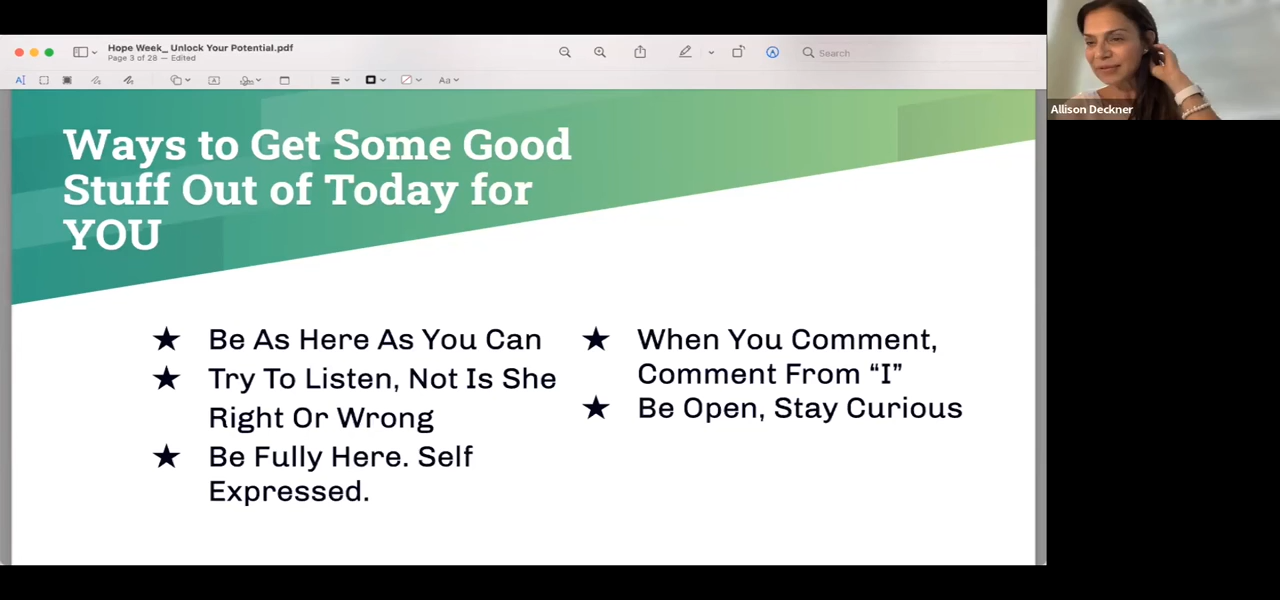 Hope Week_ Unlock Your Potential.pdf
Page 3 of 28 — Edited
Search
Allison Deckner
A
A
Aa
Ways to Get Some Good
Stuff Out of Today for
YOU
★ Be As Here As You Can
★ Try To Listen, Not Is She
Right Or Wrong
★ Be Fully Here. Self
Expressed.
★ When You Comment,
Comment From “I”
★ Be Open, Stay Curious